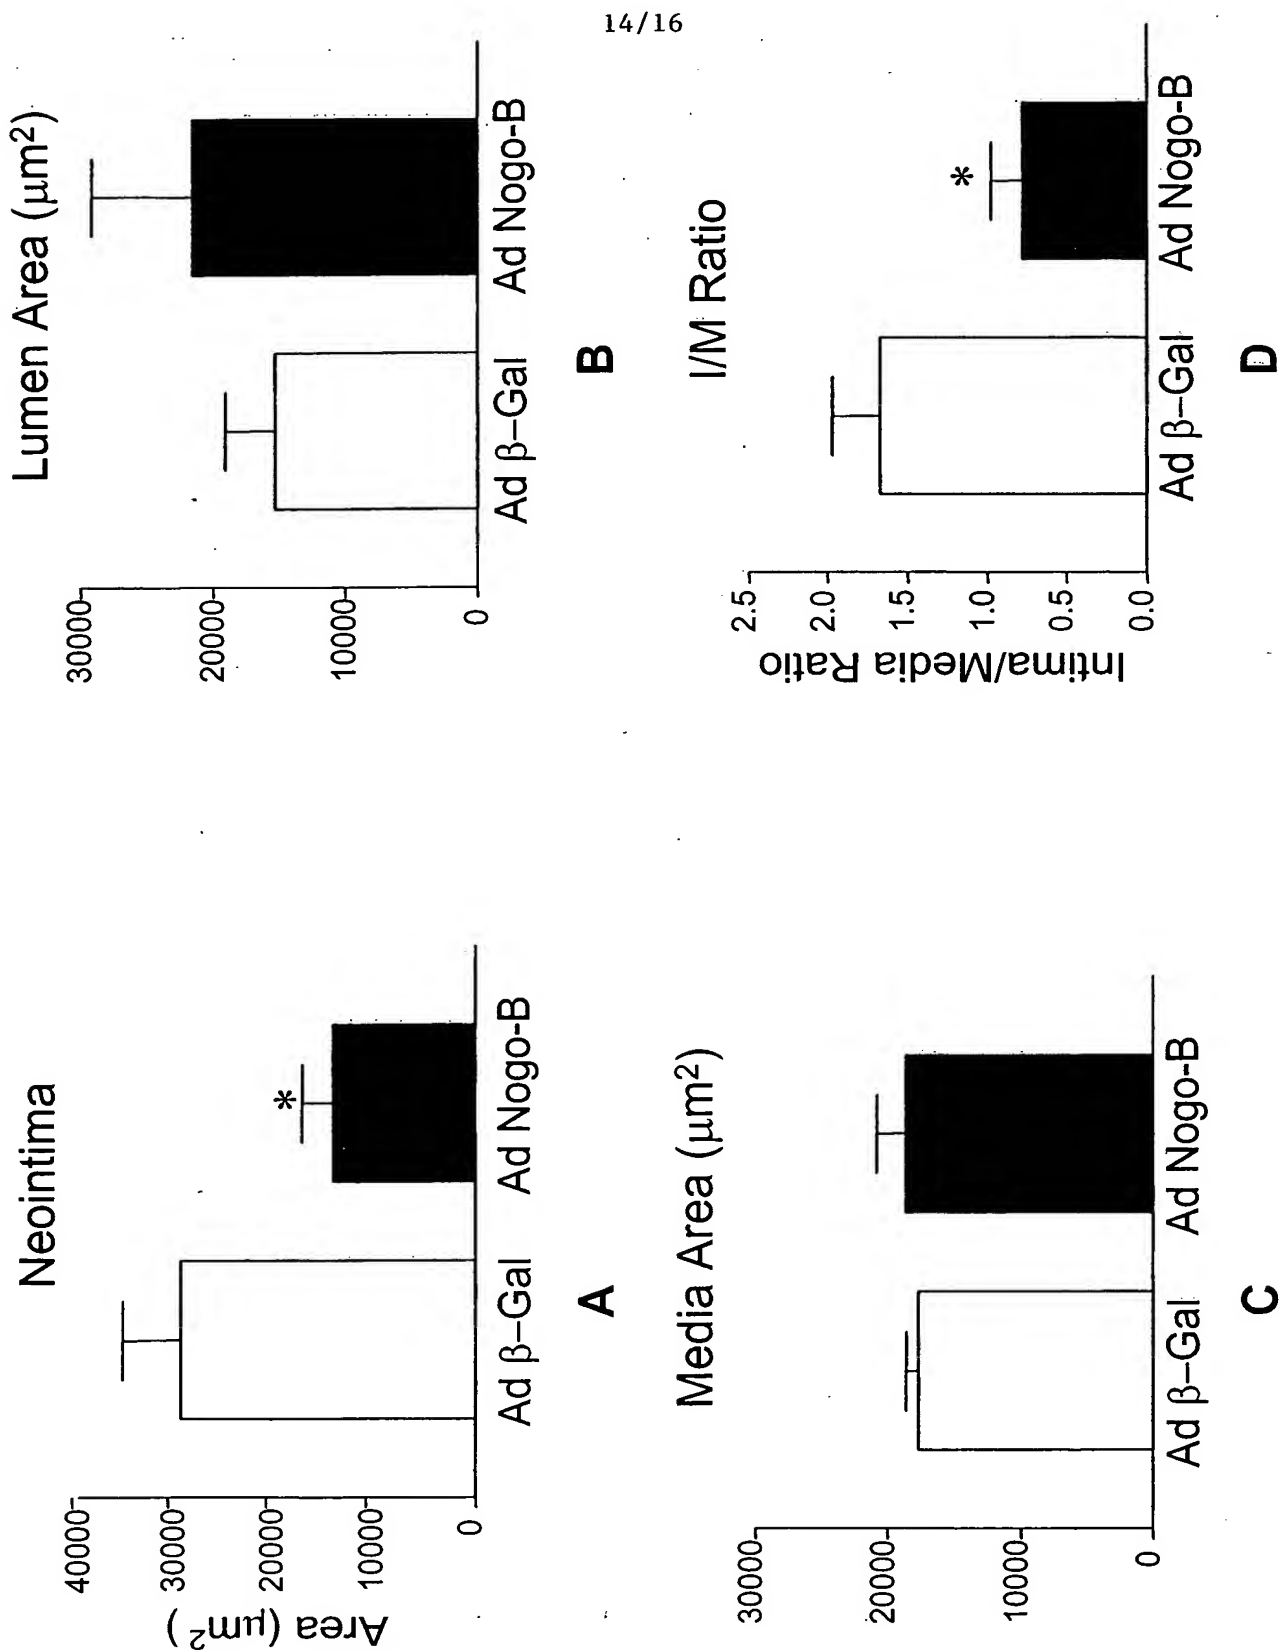 14/16
Neointima
Area (μm²)
40000
30000
20000
10000
0
Ad β–Gal
Ad Nogo-B
*
A
Lumen Area (μm²)
30000
20000
10000
0
Ad β–Gal
Ad Nogo-B
B
Media Area (μm²)
30000
20000
10000
0
Ad β–Gal
Ad Nogo-B
C
I/M Ratio
Intima/Media Ratio
2.5
2.0
1.5
1.0
0.5
0.0
Ad β–Gal
Ad Nogo-B
*
D